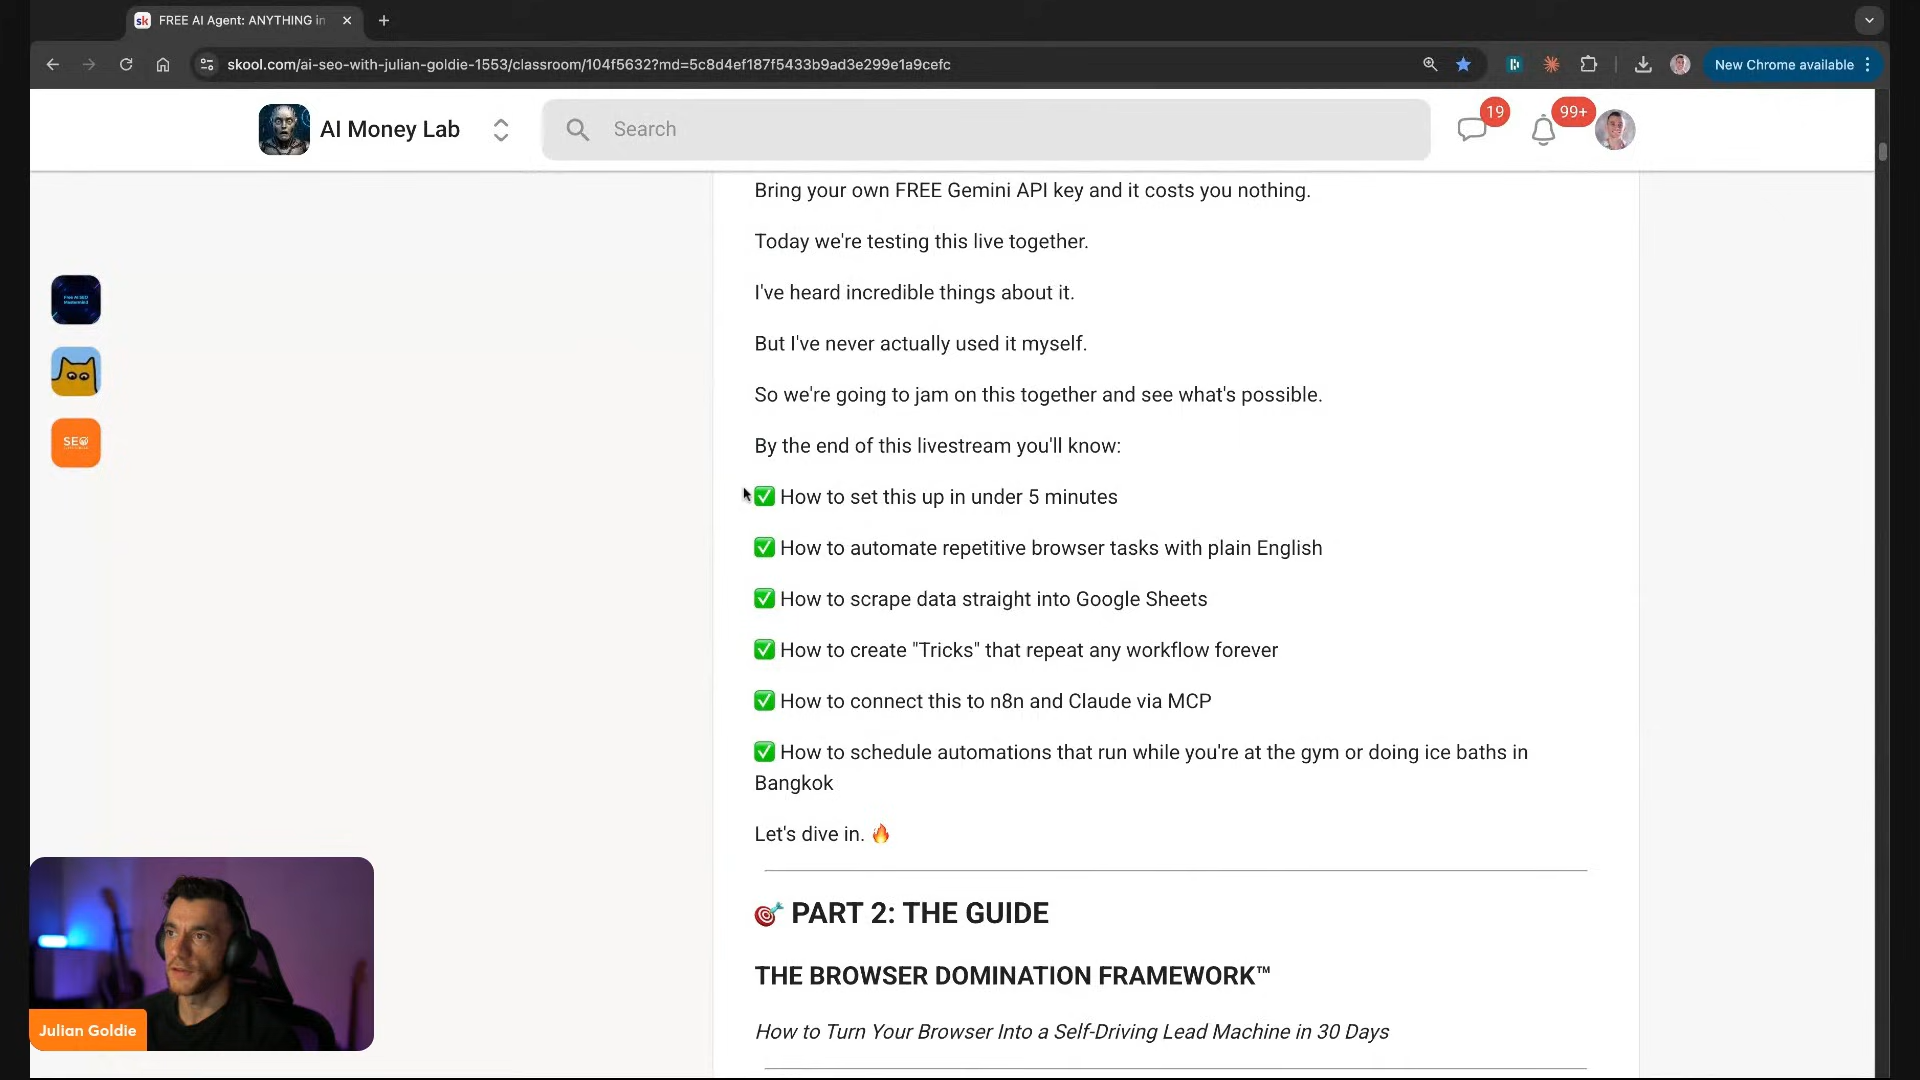 sk FREE AI Agent: ANYTHING in
skool.com/ai-seo-with-julian-goldie-1553/classroom/104f5632?md=5c8d4ef187f5433b9ad3e299e1a9cefc
New Chrome available
AI Money Lab
Search
19
99+
Bring your own FREE Gemini API key and it costs you nothing.
Today we're testing this live together.
I've heard incredible things about it.
But I've never actually used it myself.
So we're going to jam on this together and see what's possible.
By the end of this livestream you'll know:
✅ How to set this up in under 5 minutes
✅ How to automate repetitive browser tasks with plain English
✅ How to scrape data straight into Google Sheets
✅ How to create "Tricks" that repeat any workflow forever
✅ How to connect this to n8n and Claude via MCP
✅ How to schedule automations that run while you're at the gym or doing ice baths in
Bangkok
Let's dive in. 🔥
🎯 PART 2: THE GUIDE
THE BROWSER DOMINATION FRAMEWORK™
How to Turn Your Browser Into a Self-Driving Lead Machine in 30 Days
Free AI SEO
Mastermind
SEO
Julian Goldie